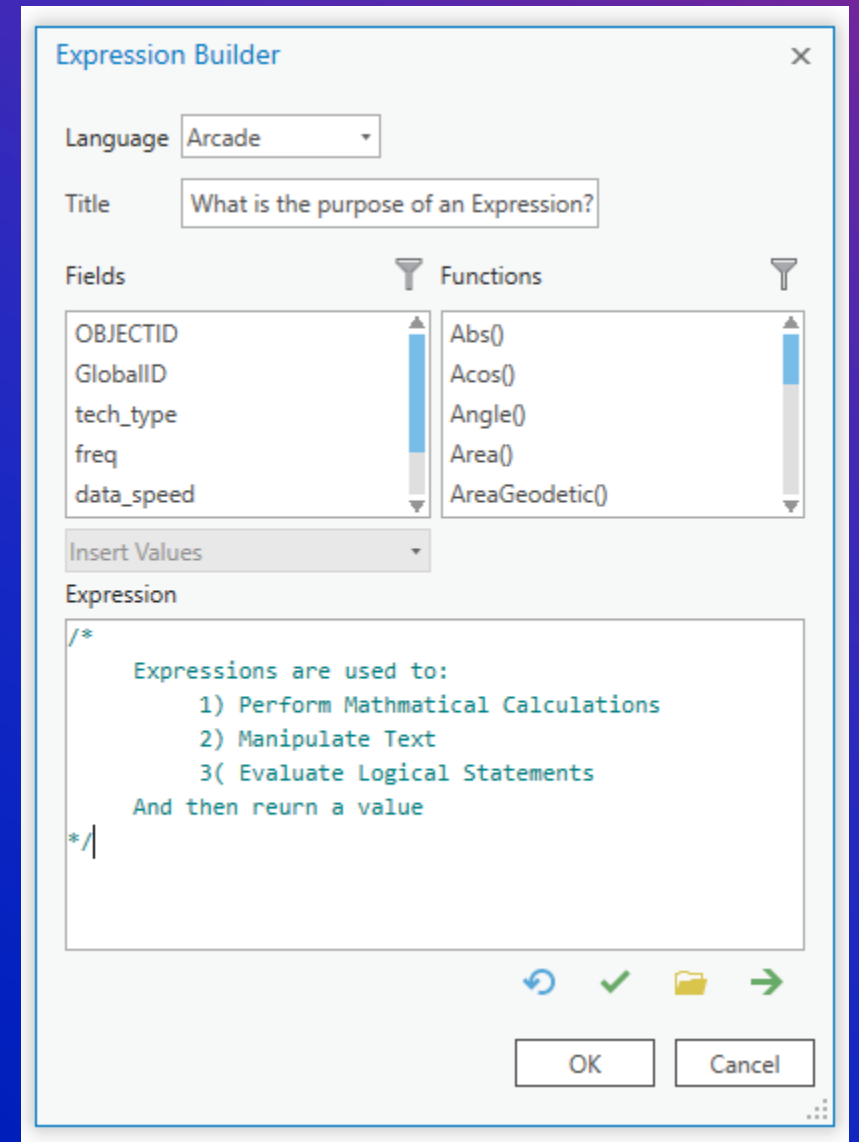 Expression Builder
Language Arcade
Title What is the purpose of an Expression?
Fields
Functions
OBJECTID
GlobalID
tech_type
freq
data_speed
Abs()
Acos()
Angle()
Area()
AreaGeodetic()
Insert Values
Expression
/*
Expressions are used to:
1) Perform Mathmatical Calculations
2) Manipulate Text
3( Evaluate Logical Statements
And then reurn a value
*/
OK
Cancel